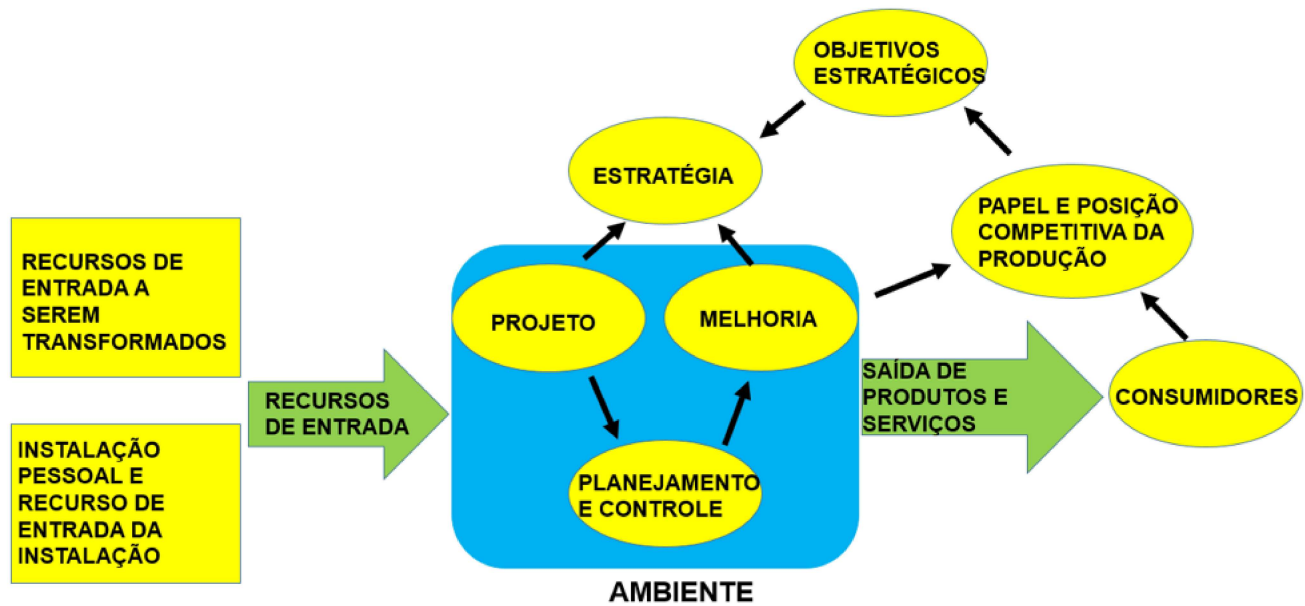 OBJETIVOS
ESTRATÉGICOS
ESTRATÉGIA
PAPEL E POSIÇÃO
COMPETITIVA DA
PRODUÇÃO
RECURSOS DE
ENTRADA A
SEREM
TRANSFORMADOS
PROJETO
MELHORIA
RECURSOS
DE ENTRADA
SAÍDA DE
PRODUTOS E
SERVIÇOS
CONSUMIDORES
INSTALAÇÃO
PESSOAL E
RECURSO DE
ENTRADA DA
INSTALAÇÃO
PLANEJAMENTO
E CONTROLE
AMBIENTE